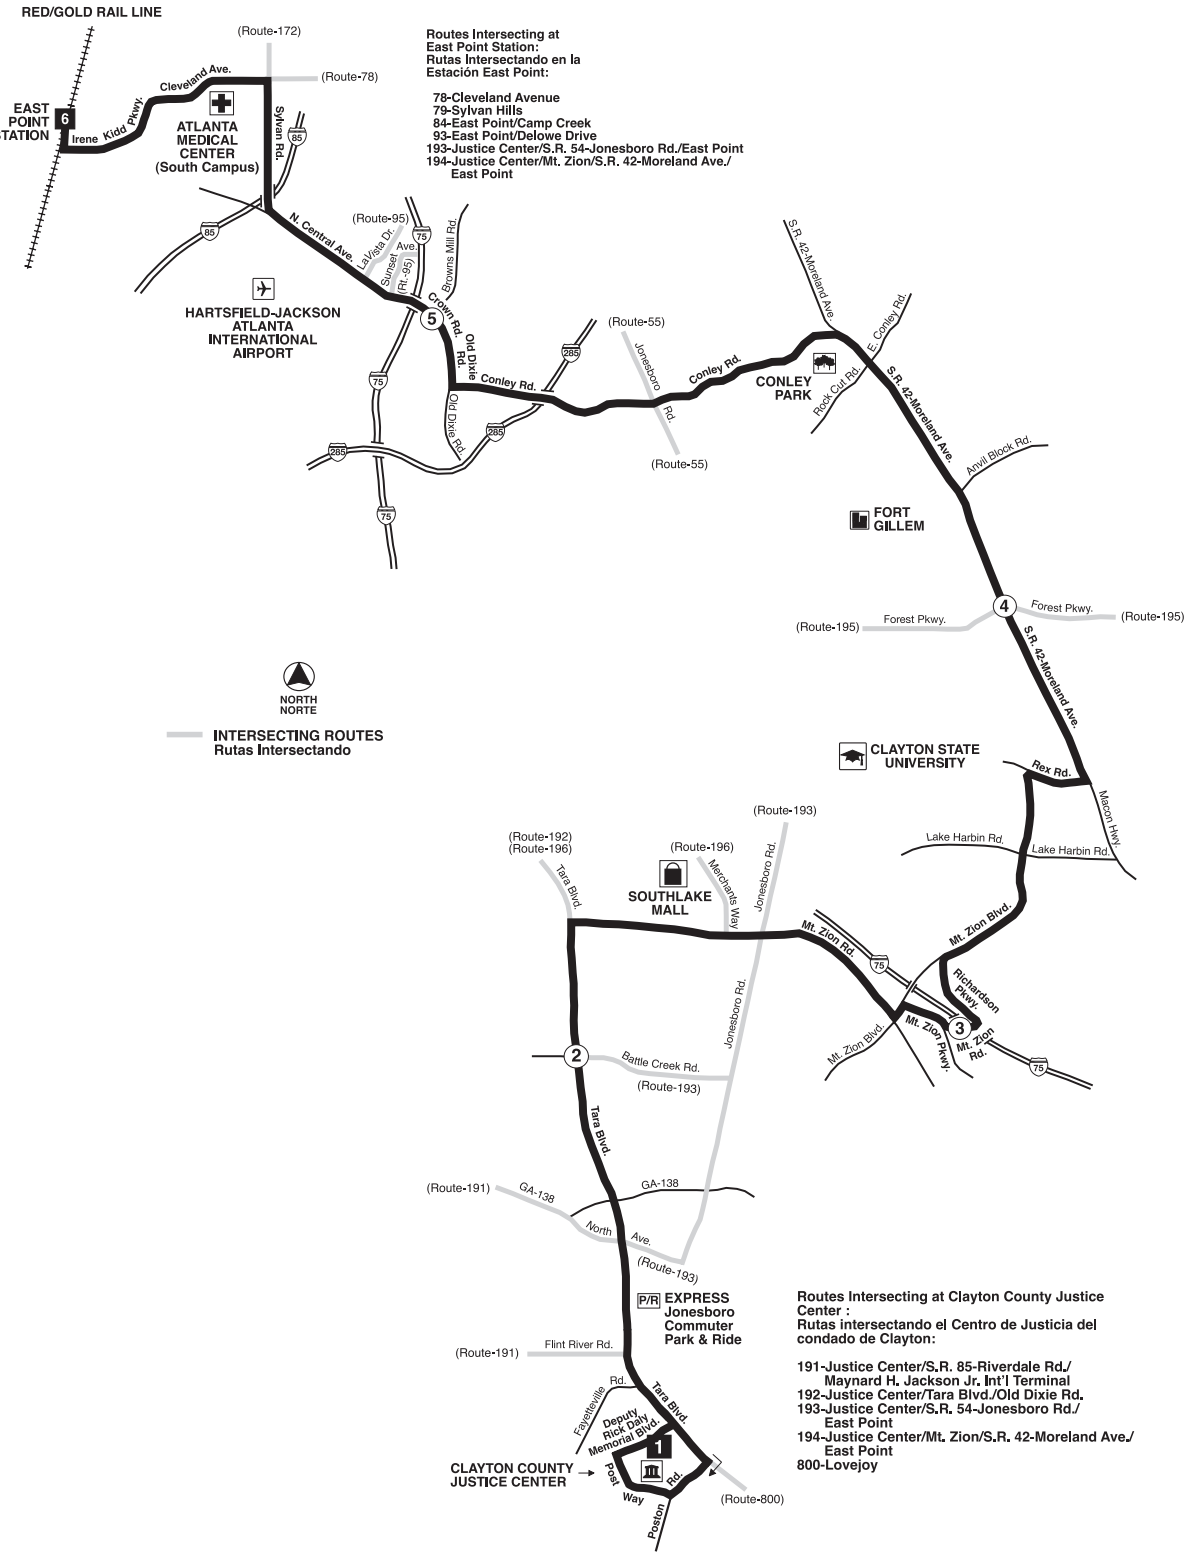 RED/GOLD RAIL LINE
(Route-172)
(Route-78)
Routes Intersecting at
East Point Station:
Rutas Intersectando en la
Estación East Point:
78-Cleveland Avenue
79-Sylvan Hills
84-East Point/Camp Creek
93-East Point/Delowe Drive
193-Justice Center/S.R. 54-Jonesboro Rd./East Point
194-Justice Center/Mt. Zion/S.R. 42-Moreland Ave./
East Point
EAST
POINT
STATION
6
Irene Kidd Pkwy.
Cleveland Ave.
Sylvan Rd.
85
ATLANTA
MEDICAL
CENTER
(South Campus)
85
N. Central Ave.
(Route-95)
LaVista Dr.
Sunset Ave.
(Rt.-95)
75
Browns Mill Rd.
HARTSFIELD-JACKSON
ATLANTA
INTERNATIONAL
AIRPORT
5
Crown Rd.
Old Dixie
Rd.
Conley Rd.
Old Dixie Rd.
285
285
285
75
75
(Route-55)
Jonesboro
Rd.
(Route-55)
Conley Rd.
CONLEY
PARK
S.R. 42-Moreland Ave.
E. Conley Rd.
Rock Cut Rd.
S.R. 42-Moreland Ave.
Anvil Block Rd.
FORT
GILLEM
4
Forest Pkwy.
(Route-195)
Forest Pkwy.
(Route-195)
S.R. 42-Moreland Ave.
NORTH
NORTE
INTERSECTING ROUTES
Rutas Intersectando
CLAYTON STATE
UNIVERSITY
Rex Rd.
Macon Hwy.
Lake Harbin Rd.
Lake Harbin Rd.
Mt. Zion Blvd.
(Route-193)
Jonesboro Rd.
(Route-192)
(Route-196)
Tara Blvd.
(Route-196)
Merchants Way
SOUTHLAKE
MALL
Mt. Zion Rd.
75
Richardson
Pkwy.
Mt. Zion Pkwy.
3
Mt. Zion
Rd.
75
Mt. Zion Blvd.
Jonesboro Rd.
2
Battle Creek Rd.
(Route-193)
Tara Blvd.
(Route-191)
GA-138
GA-138
North Ave.
(Route-193)
P/R
EXPRESS
Jonesboro
Commuter
Park & Ride
(Route-191)
Flint River Rd.
Fayetteville Rd.
Tara Blvd.
Deputy
Rick Daly
Memorial Blvd.
1
CLAYTON COUNTY
JUSTICE CENTER
Post Way
Poston Rd.
(Route-800)
Routes Intersecting at Clayton County Justice
Center :
Rutas intersectando el Centro de Justicia del
condado de Clayton:
191-Justice Center/S.R. 85-Riverdale Rd./
Maynard H. Jackson Jr. Int'l Terminal
192-Justice Center/Tara Blvd./Old Dixie Rd.
193-Justice Center/S.R. 54-Jonesboro Rd./
East Point
194-Justice Center/Mt. Zion/S.R. 42-Moreland Ave./
East Point
800-Lovejoy